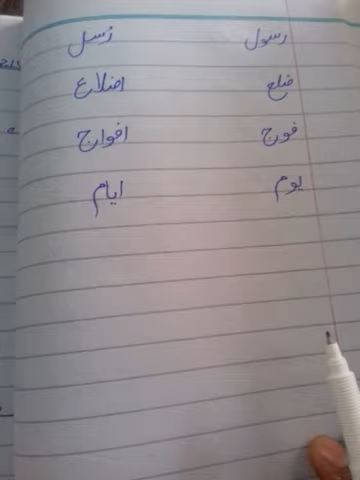 رسول رُسل
ضلع اضلاع
فوج افواج
یوم ایام